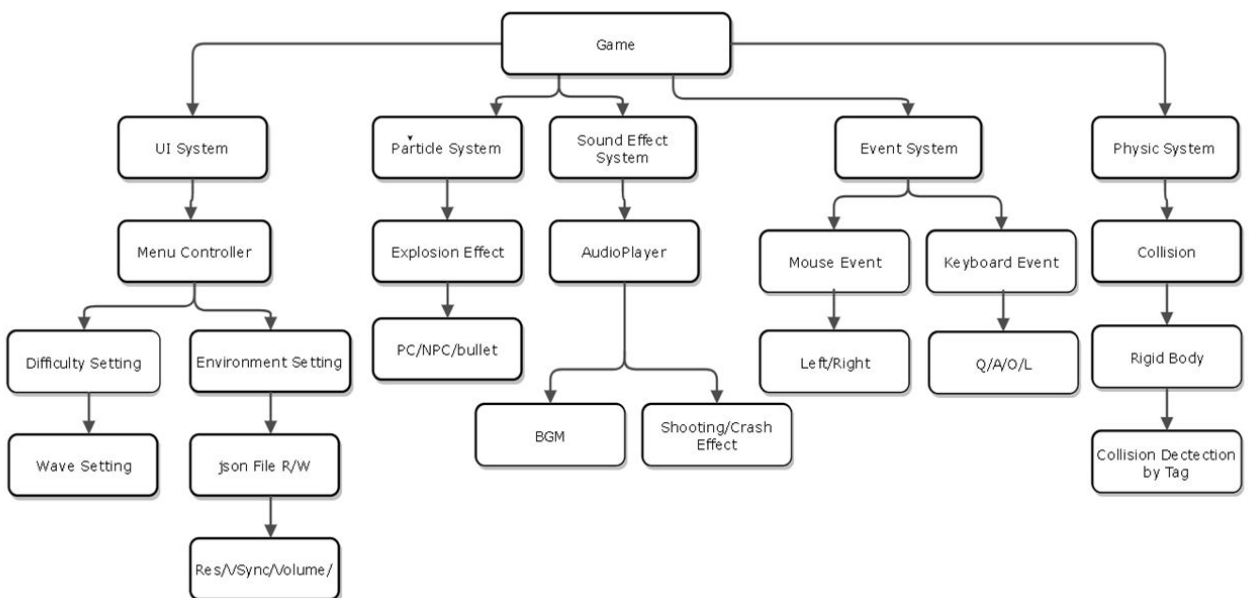 Game
UI System
Particle System
Sound Effect
System
Event System
Physic System
Menu Controller
Explosion Effect
AudioPlayer
Mouse Event
Keyboard Event
Collision
Difficulty Setting
Environment Setting
PC/NPC/bullet
Left/Right
Q/A/O/L
Rigid Body
Wave Setting
json File R/W
BGM
Shooting/Crash
Effect
Collision Dectection
by Tag
Res/VSync/Volume/